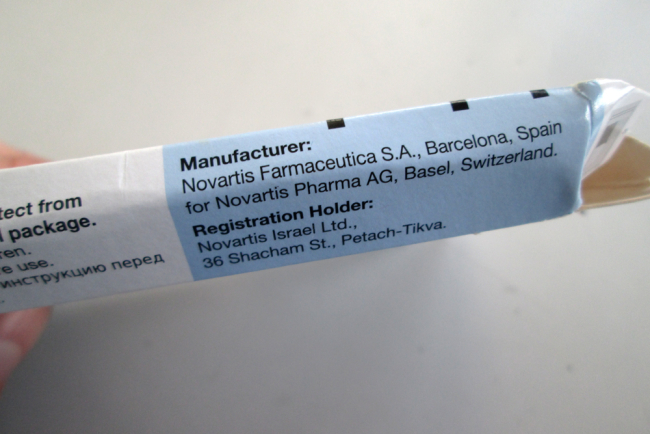 tect from
package.
ren.
e use.
инструкцию перед
Manufacturer:
Novartis Farmaceutica S.A., Barcelona, Spain
for Novartis Pharma AG, Basel, Switzerland.
Registration Holder:
Novartis Israel Ltd.,
36 Shacham St., Petach-Tikva.